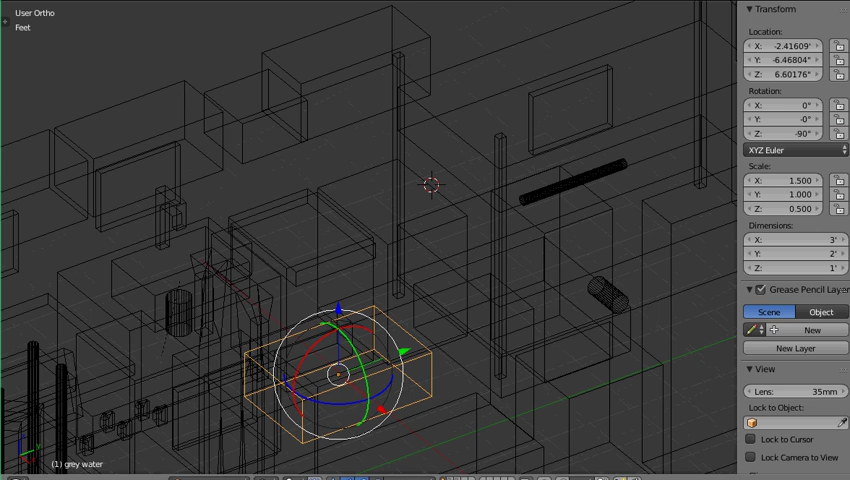 User Ortho
Feet
(1) grey water
Transform
Location:
X: -2.41609'
Y: -6.46804"
Z: 6.60176"
Rotation:
X: 0°
Y: -0°
Z: -90°
XYZ Euler
Scale:
X: 1.500
Y: 1.000
Z: 0.500
Dimensions:
X: 3'
Y: 2'
Z: 1'
Grease Pencil Layer
Scene Object
New
New Layer
View
Lens: 35mm
Lock to Object:
Lock to Cursor
Lock Camera to View